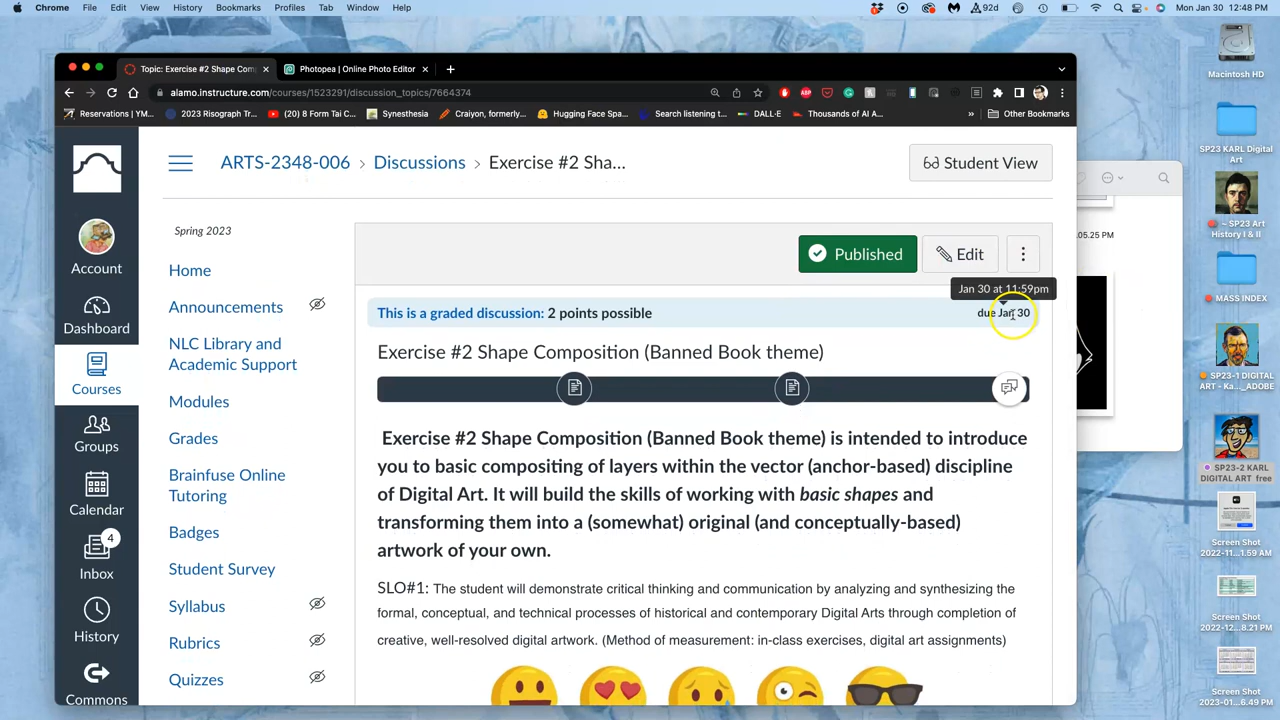 Chrome File Edit View History Bookmarks Profiles Tab Window Help
92d
Mon Jan 30 12:48 PM
Topic: Exercise #2 Shape Com
Photopea | Online Photo Editor
alamo.instructure.com/courses/1523291/discussion_topics/7664374
Reservations | YM...
2023 Risograph Tr...
(20) 8 Form Tai C...
Synesthesia
Craiyon, formerly...
Hugging Face Spa...
Search listening t...
DALL·E
Thousands of AI A...
»
Other Bookmarks
ARTS-2348-006 > Discussions > Exercise #2 Sha...
Student View
Account
Dashboard
Courses
Groups
Calendar
4
Inbox
History
Commons
Spring 2023
Home
Announcements
NLC Library and
Academic Support
Modules
Grades
Brainfuse Online
Tutoring
Badges
Student Survey
Syllabus
Rubrics
Quizzes
Published
Edit
Jan 30 at 11:59pm
This is a graded discussion: 2 points possible
due Jan 30
Exercise #2 Shape Composition (Banned Book theme)
Exercise #2 Shape Composition (Banned Book theme) is intended to introduce
you to basic compositing of layers within the vector (anchor-based) discipline
of Digital Art. It will build the skills of working with basic shapes and
transforming them into a (somewhat) original (and conceptually-based)
artwork of your own.
SLO#1: The student will demonstrate critical thinking and communication by analyzing and synthesizing the
formal, conceptual, and technical processes of historical and contemporary Digital Arts through completion of
creative, well-resolved digital artwork. (Method of measurement: in-class exercises, digital art assignments)
.05.25 PM
Macintosh HD
SP23 KARL Digital
Art
~ SP23 Art
History I & II
MASS INDEX
SP23-1 DIGITAL
ART - Ka..._ADOBE
SP23-2 KARL
DIGITAL ART free
Screen Shot
2022-11...1.59 AM
Screen Shot
2022-12...8.21 PM
Screen Shot
2023-01...6.49 PM